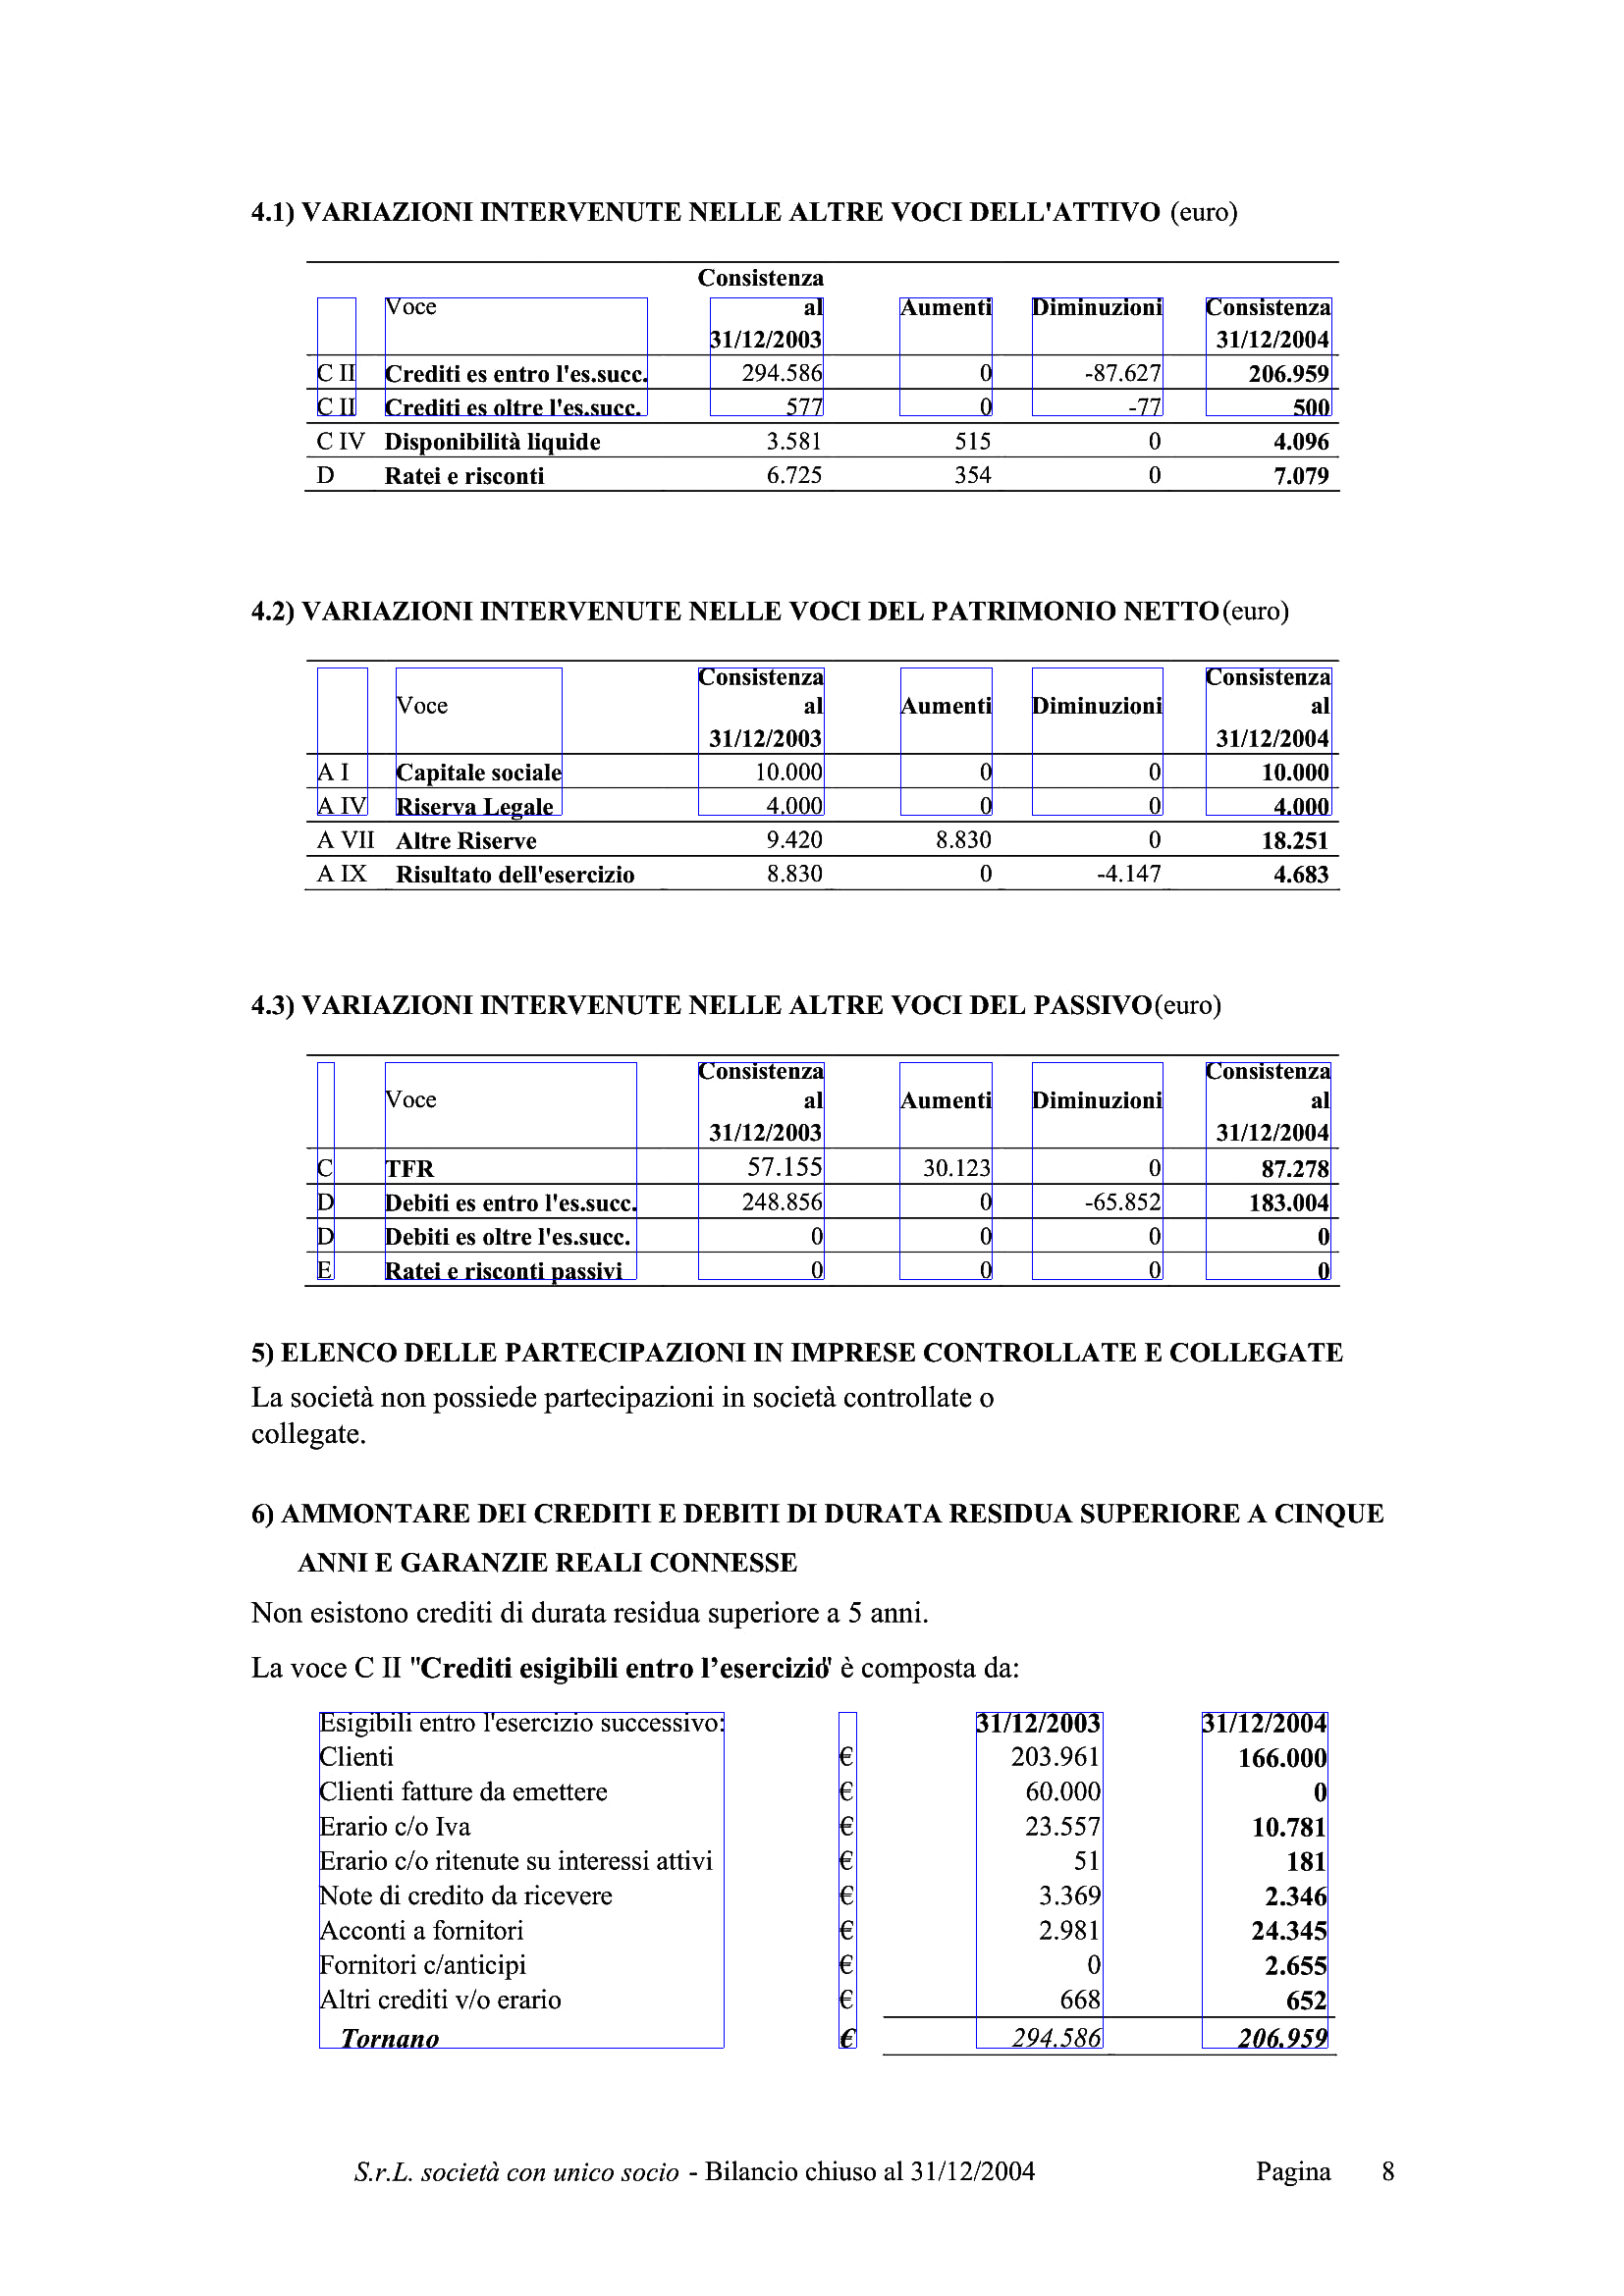 4.1) VARIAZIONI INTERVENUTE NELLE ALTRE VOCI DELL'ATTIVO (euro)
Consistenza
Voce al Aumenti Diminuzioni Consistenza
31/12/2003 31/12/2004
C II Crediti es entro l'es.succ. 294.586 0 -87.627 206.959
C II Crediti es oltre l'es.succ. 577 0 -77 500
C IV Disponibilità liquide 3.581 515 0 4.096
D Ratei e risconti 6.725 354 0 7.079
4.2) VARIAZIONI INTERVENUTE NELLE VOCI DEL PATRIMONIO NETTO (euro)
Consistenza Consistenza
Voce al Aumenti Diminuzioni al
31/12/2003 31/12/2004
A I Capitale sociale 10.000 0 0 10.000
A IV Riserva Legale 4.000 0 0 4.000
A VII Altre Riserve 9.420 8.830 0 18.251
A IX Risultato dell'esercizio 8.830 0 -4.147 4.683
4.3) VARIAZIONI INTERVENUTE NELLE ALTRE VOCI DEL PASSIVO (euro)
Consistenza Consistenza
Voce al Aumenti Diminuzioni al
31/12/2003 31/12/2004
C TFR 57.155 30.123 0 87.278
D Debiti es entro l'es.succ. 248.856 0 -65.852 183.004
D Debiti es oltre l'es.succ. 0 0 0 0
E Ratei e risconti passivi 0 0 0 0
5) ELENCO DELLE PARTECIPAZIONI IN IMPRESE CONTROLLATE E COLLEGATE
La società non possiede partecipazioni in società controllate o
collegate.
6) AMMONTARE DEI CREDITI E DEBITI DI DURATA RESIDUA SUPERIORE A CINQUE
ANNI E GARANZIE REALI CONNESSE
Non esistono crediti di durata residua superiore a 5 anni.
La voce C II "Crediti esigibili entro l’esercizio" è composta da:
Esigibili entro l'esercizio successivo: 31/12/2003 31/12/2004
Clienti € 203.961 166.000
Clienti fatture da emettere € 60.000 0
Erario c/o Iva € 23.557 10.781
Erario c/o ritenute su interessi attivi € 51 181
Note di credito da ricevere € 3.369 2.346
Acconti a fornitori € 2.981 24.345
Fornitori c/anticipi € 0 2.655
Altri crediti v/o erario € 668 652
Tornano € 294.586 206.959
S.r.L. società con unico socio - Bilancio chiuso al 31/12/2004 Pagina 8